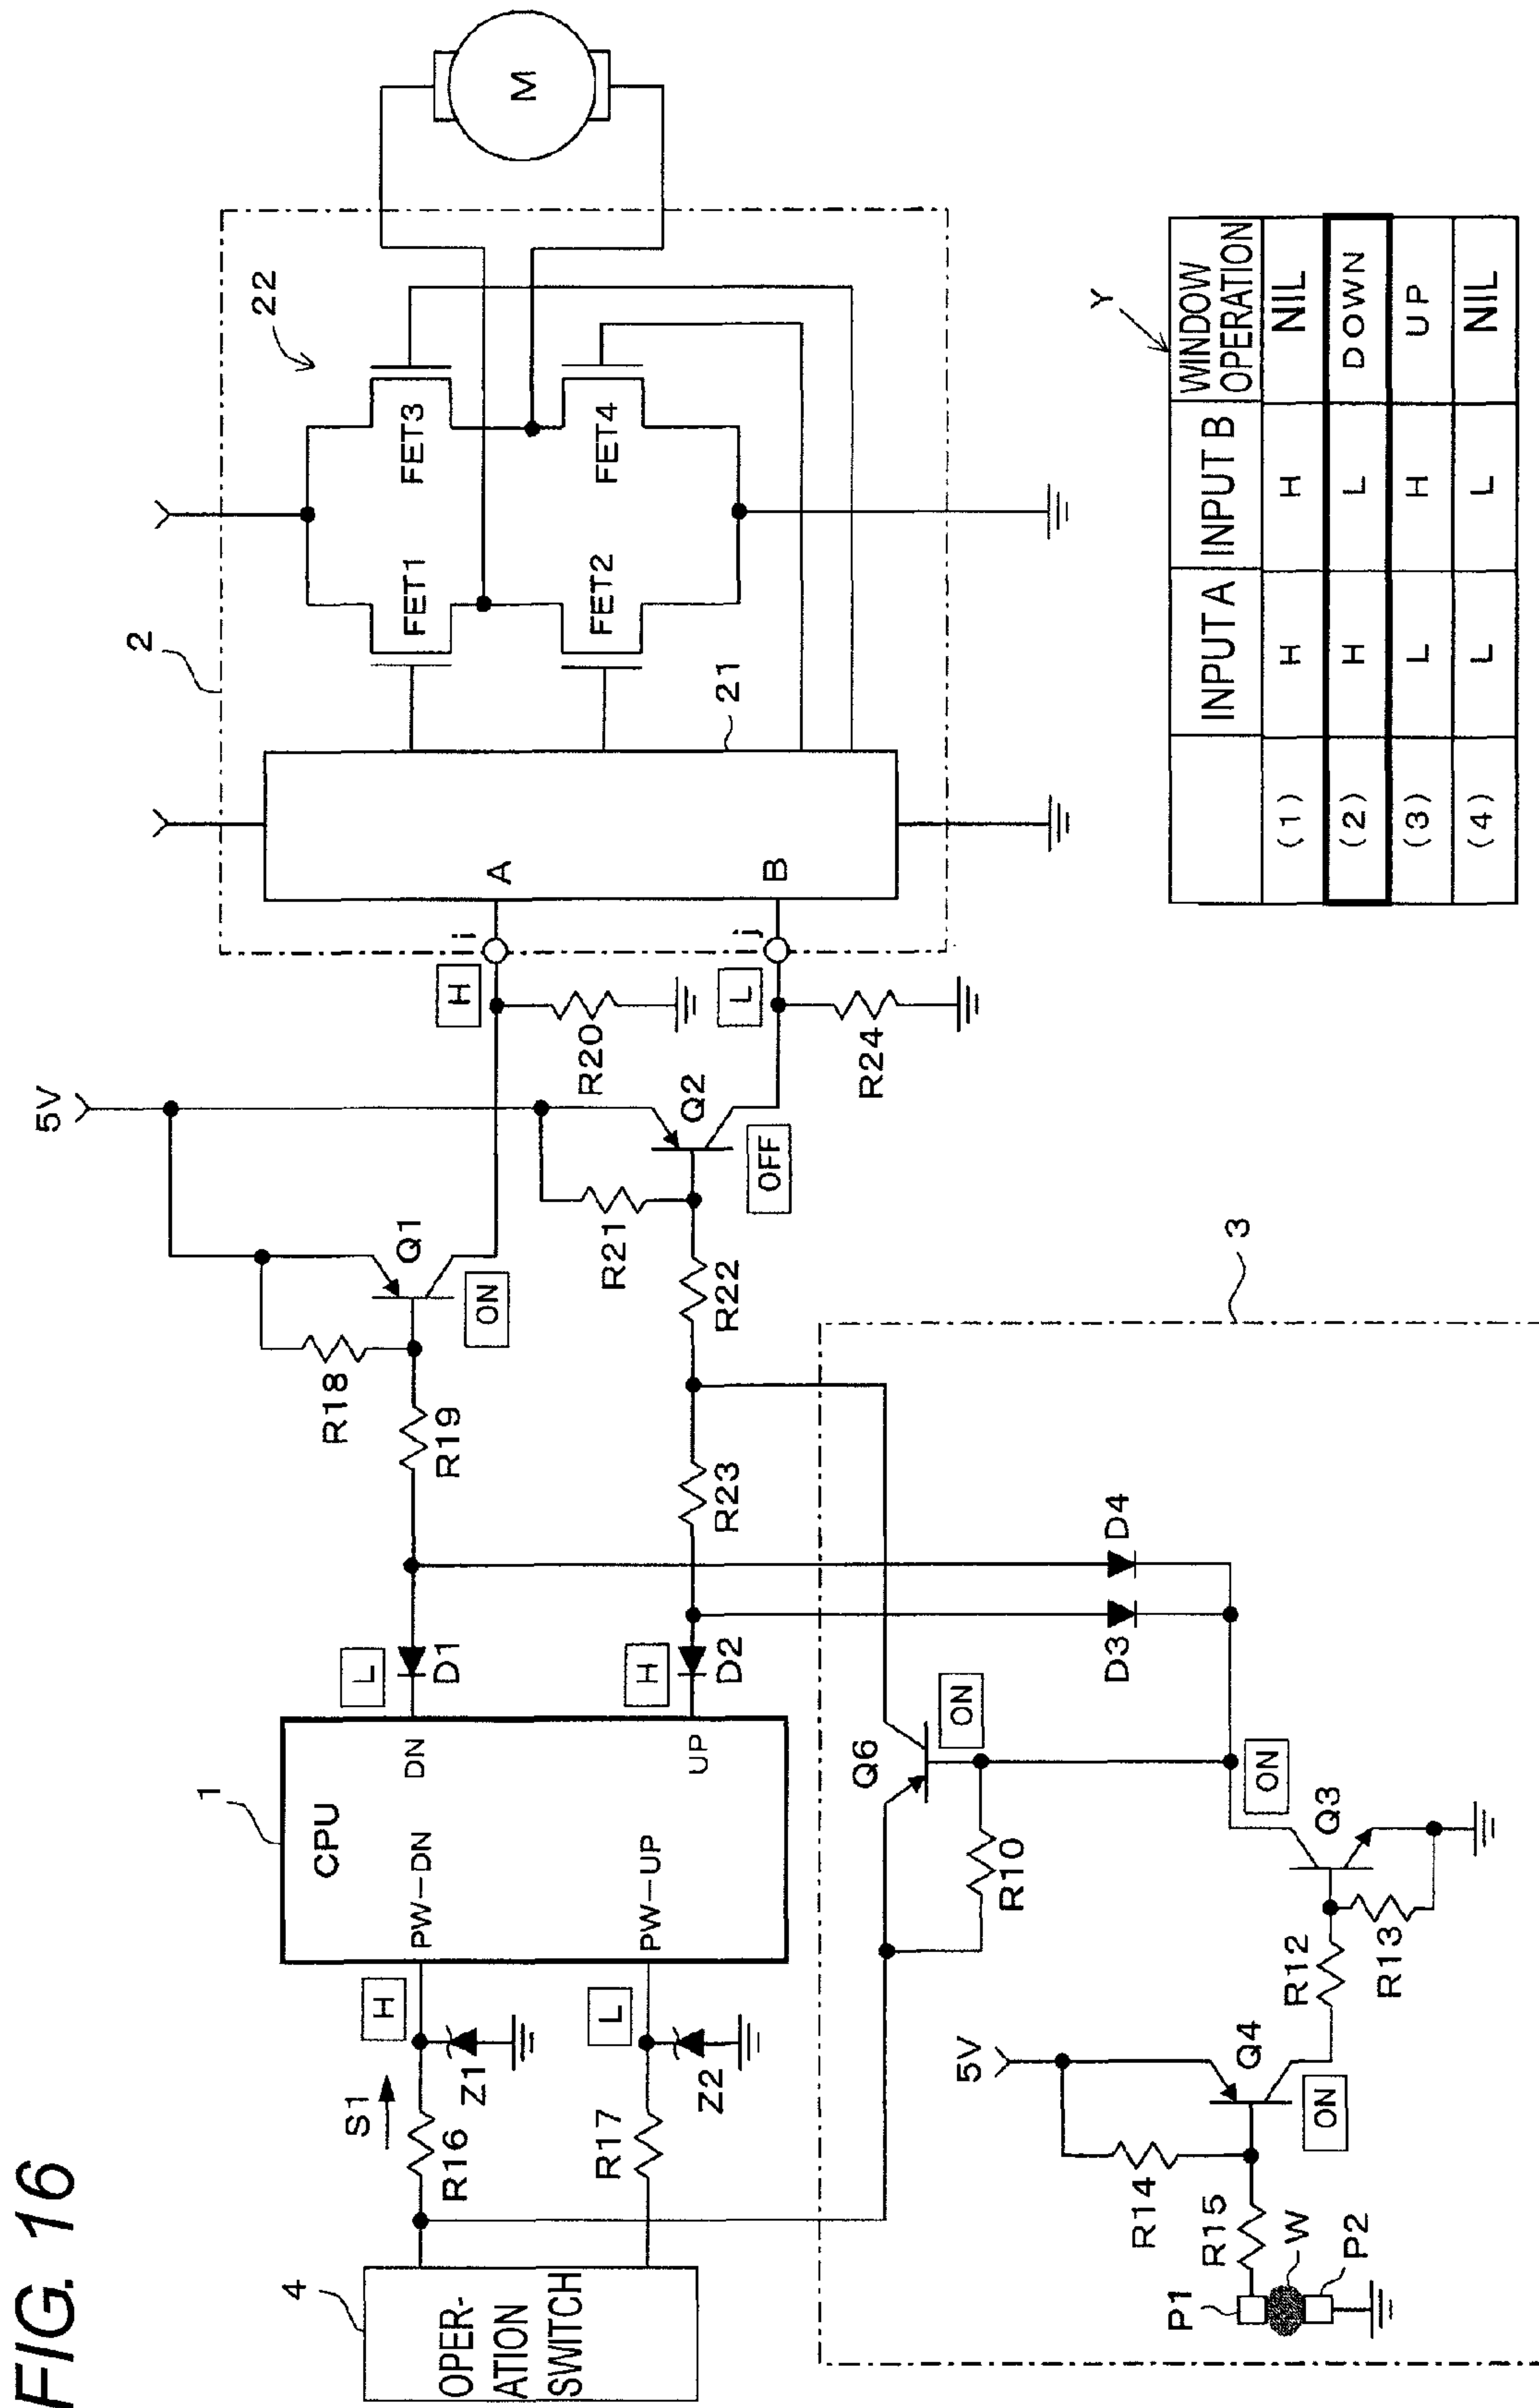 FIG. 16
4
OPER-
ATION
SWITCH
S1
R16
R17
H
L
Z1
Z2
1
CPU
PW-DN
PW-UP
DN
UP
L
H
D1
D2
R18
R19
R23
R22
R21
Q1
ON
5V
Q2
OFF
R20
R24
H
L
i
j
2
A
B
21
22
FET1
FET2
FET3
FET4
M
3
Q6
ON
R10
D3
D4
ON
Q3
R12
R13
5V
Q4
ON
R14
R15
P1
W
P2
Y
INPUT A INPUT B WINDOW OPERATION
(1) H H NIL
(2) H L DOWN
(3) L H UP
(4) L L NIL